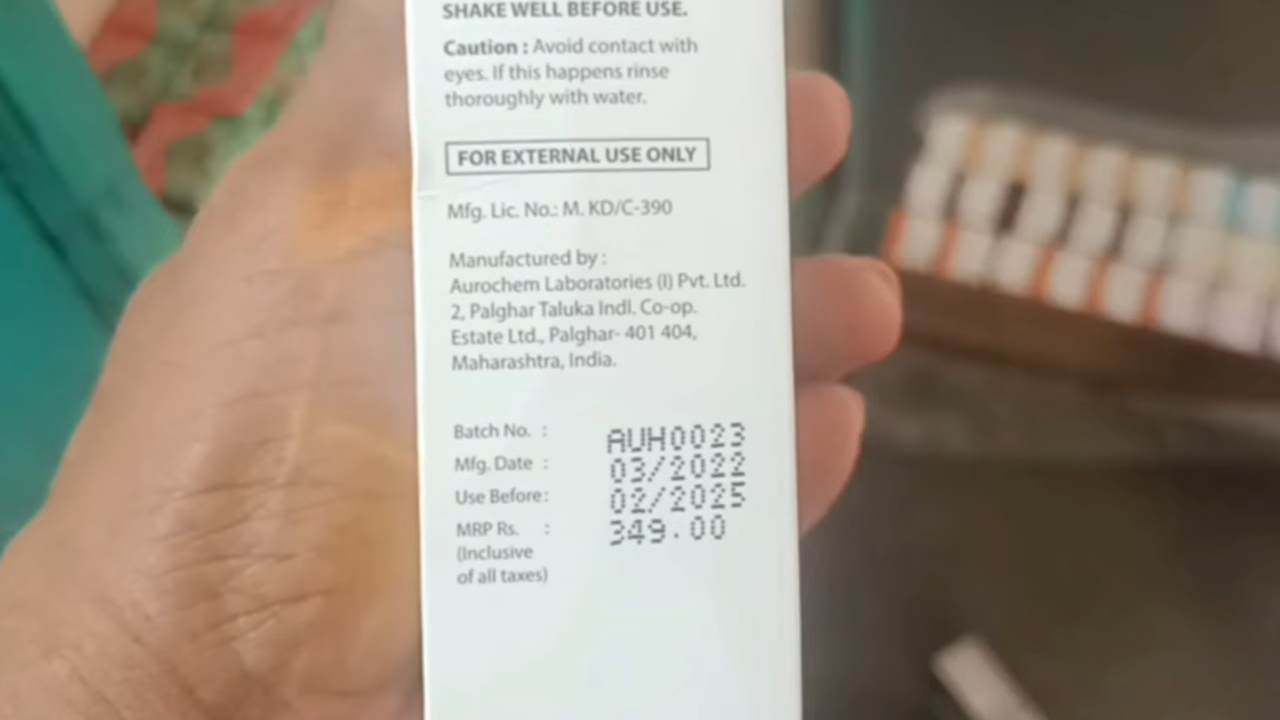 SHAKE WELL BEFORE USE.
Caution : Avoid contact with
eyes. If this happens rinse
thoroughly with water.
FOR EXTERNAL USE ONLY
Mfg. Lic. No.: M. KD/C-390
Manufactured by :
Aurochem Laboratories (I) Pvt. Ltd.
2, Palghar Taluka Indl. Co-op.
Estate Ltd., Palghar- 401 404,
Maharashtra, India.
Batch No. : AUH0023
Mfg. Date : 03/2022
Use Before : 02/2025
MRP Rs. : 349.00
(Inclusive
of all taxes)